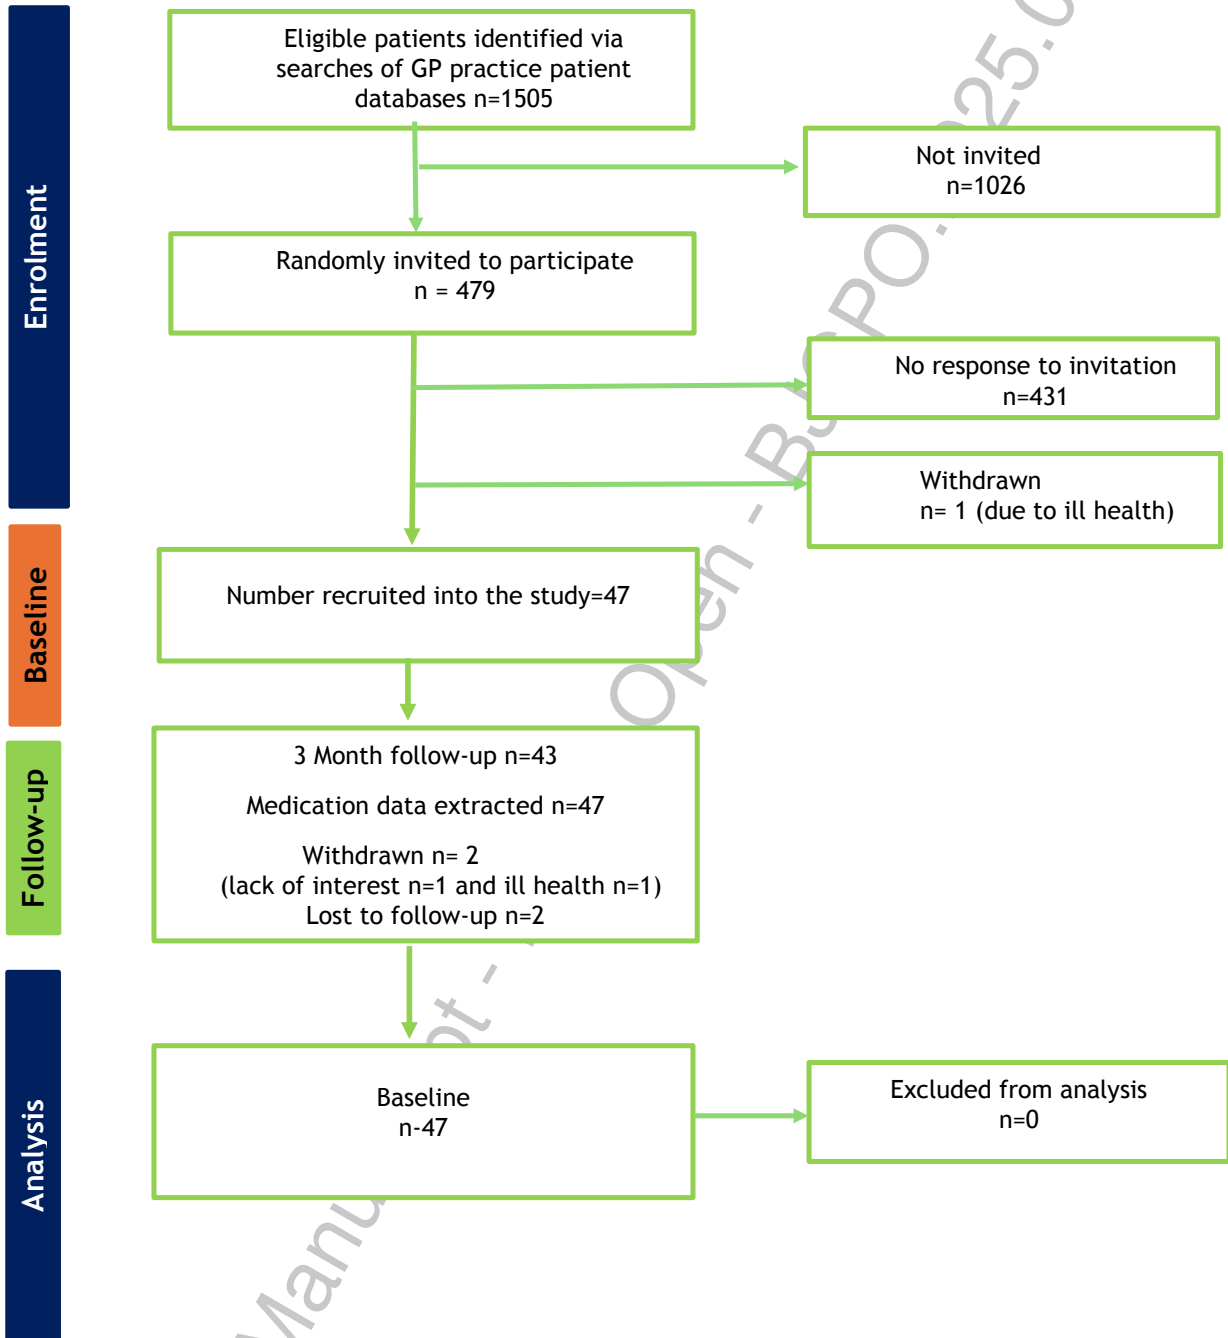 Enrolment
Eligible patients identified via
searches of GP practice patient
databases n=1505
Not invited
n=1026
Randomly invited to participate
n = 479
No response to invitation
n=431
Withdrawn
n= 1 (due to ill health)
Baseline
Number recruited into the study=47
Follow-up
3 Month follow-up n=43
Medication data extracted n=47
Withdrawn n= 2
(lack of interest n=1 and ill health n=1)
Lost to follow-up n=2
Analysis
Baseline
n-47
Excluded from analysis
n=0
Open -